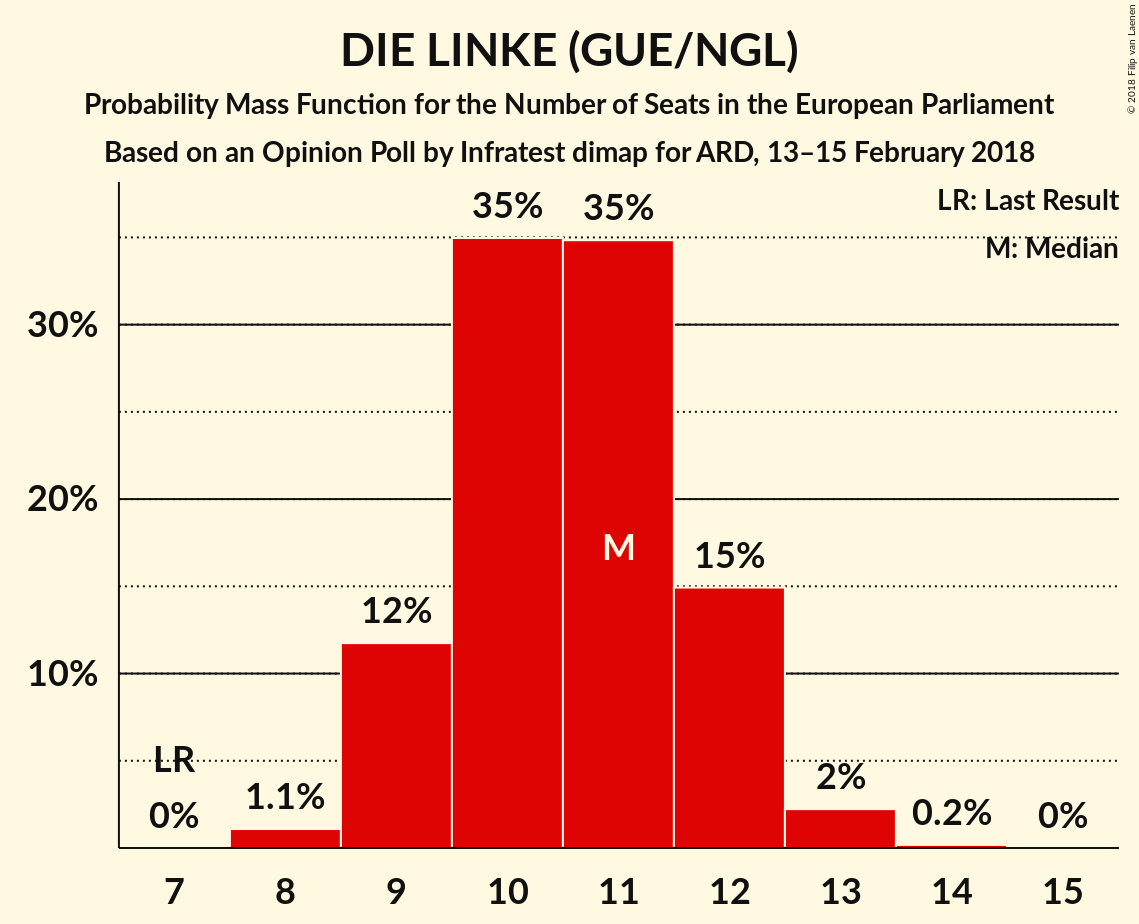 DIE LINKE (GUE/NGL)
Probability Mass Function for the Number of Seats in the European Parliament
Based on an Opinion Poll by Infratest dimap for ARD, 13–15 February 2018
© 2018 Filip van Laenen
LR: Last Result
M: Median
35%
35%
30%
20%
M
15%
12%
10%
LR
2%
1.1%
0%
0.2%
0%
7 8 9 10 11 12 13 14 15